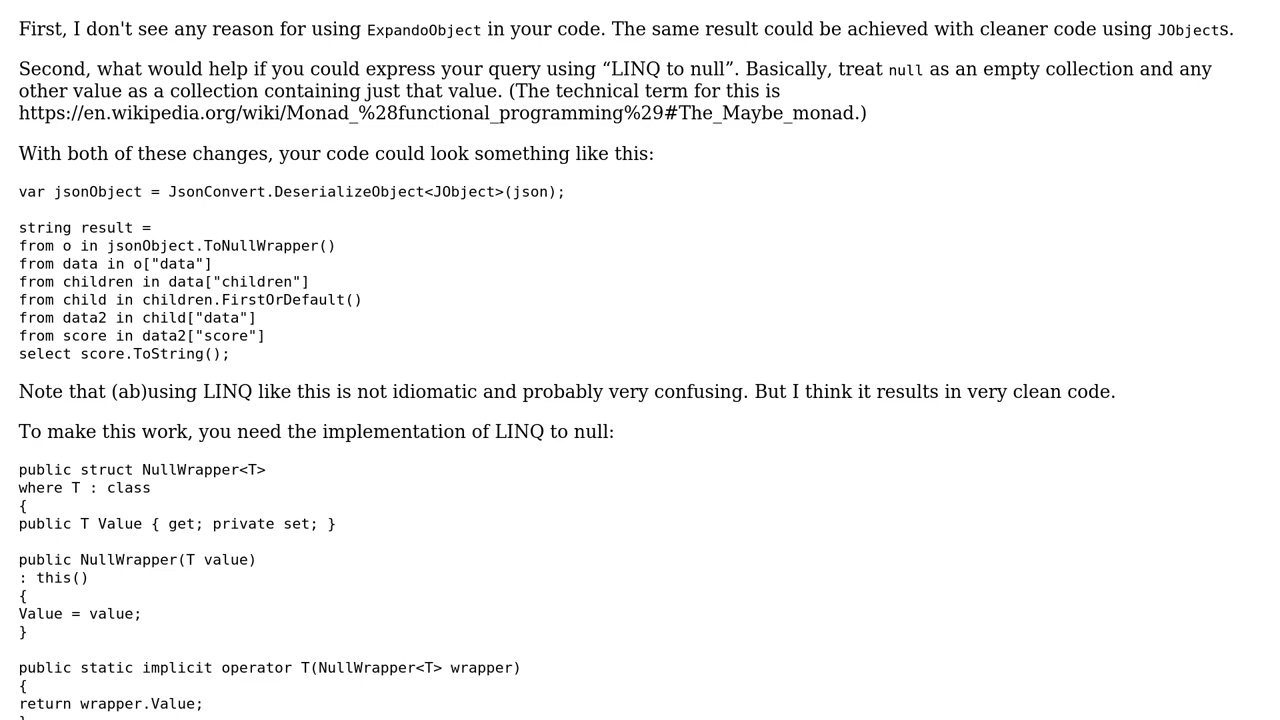 First, I don't see any reason for using ExpandoObject in your code. The same result could be achieved with cleaner code using JObjects.
Second, what would help if you could express your query using “LINQ to null”. Basically, treat null as an empty collection and any
other value as a collection containing just that value. (The technical term for this is
https://en.wikipedia.org/wiki/Monad_%28functional_programming%29#The_Maybe_monad.)
With both of these changes, your code could look something like this:
var jsonObject = JsonConvert.DeserializeObject<JObject>(json);
string result =
from o in jsonObject.ToNullWrapper()
from data in o["data"]
from children in data["children"]
from child in children.FirstOrDefault()
from data2 in child["data"]
from score in data2["score"]
select score.ToString();
Note that (ab)using LINQ like this is not idiomatic and probably very confusing. But I think it results in very clean code.
To make this work, you need the implementation of LINQ to null:
public struct NullWrapper<T>
where T : class
{
public T Value { get; private set; }
public NullWrapper(T value)
: this()
{
Value = value;
}
public static implicit operator T(NullWrapper<T> wrapper)
{
return wrapper.Value;
}